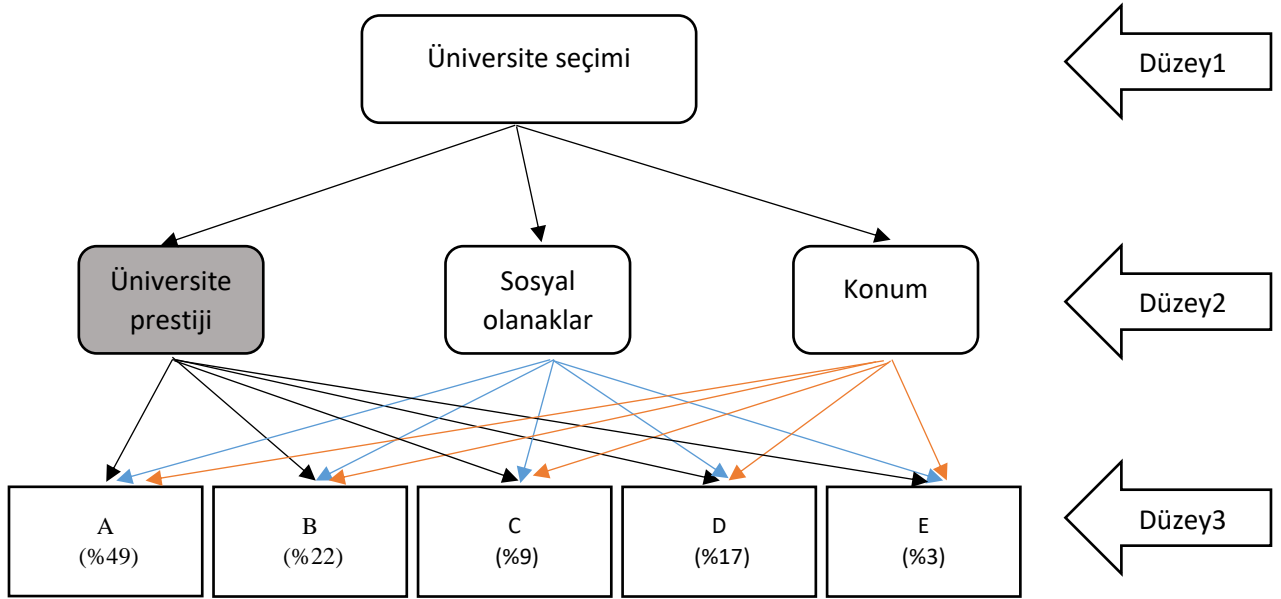 Üniversite seçimi
Düzey1
Üniversite
prestiji
Sosyal
olanaklar
Konum
Düzey2
A
(%49)
B
(%22)
C
(%9)
D
(%17)
E
(%3)
Düzey3